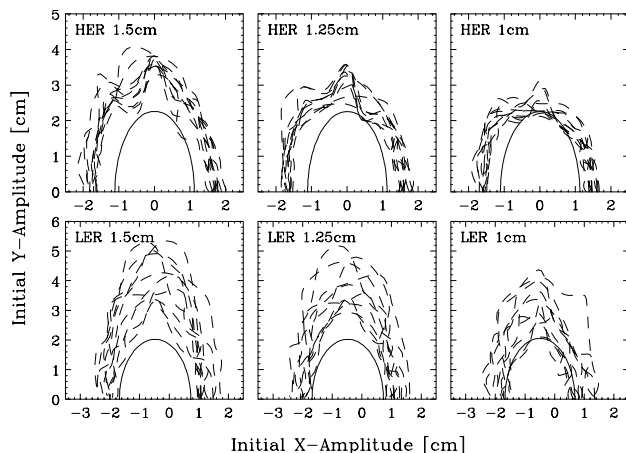 HER 1.5cm
HER 1.25cm
HER 1cm
5
4
3
2
1
0
−2 −1 0 1 2
−2 −1 0 1 2
−2 −1 0 1 2
LER 1.5cm
LER 1.25cm
LER 1cm
6
5
4
3
2
1
0
−3 −2 −1 0 1 2
−3 −2 −1 0 1 2
−3 −2 −1 0 1 2
Initial Y−Amplitude [cm]
Initial X−Amplitude [cm]